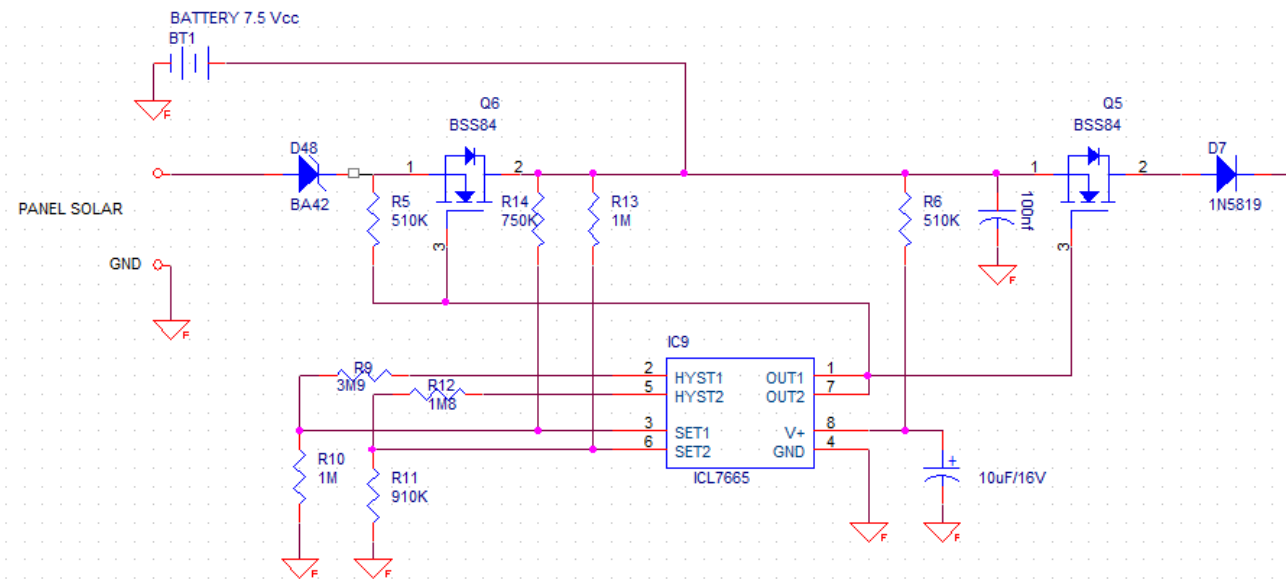 BATTERY 7.5 Vcc
BT1
F
Q6
BSS84
Q5
BSS84
D48
BA42
1
2
3
D7
1N5819
1
2
3
PANEL SOLAR
GND
F
R5
510K
R14
750K
R13
1M
R6
510K
100nf
F
IC9
R9
3M9
R12
1M8
2
HYST1
OUT1
1
5
HYST2
OUT2
7
3
SET1
V+
8
6
SET2
GND
4
ICL7665
R10
1M
R11
910K
+
10uF/16V
F
F
F
F